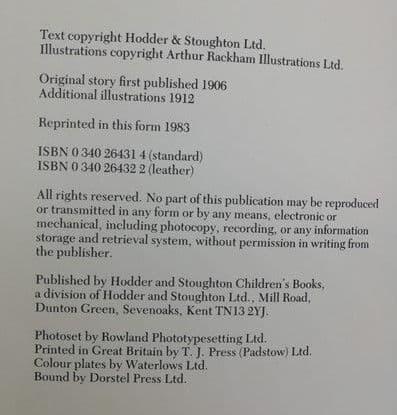 Text copyright Hodder & Stoughton Ltd.
Illustrations copyright Arthur Rackham Illustrations Ltd.
Original story first published 1906
Additional illustrations 1912
Reprinted in this form 1983
ISBN 0 340 26431 4 (standard)
ISBN 0 340 26432 2 (leather)
All rights reserved. No part of this publication may be reproduced
or transmitted in any form or by any means, electronic or
mechanical, including photocopy, recording, or any information
storage and retrieval system, without permission in writing from
the publisher.
Published by Hodder and Stoughton Children's Books,
a division of Hodder and Stoughton Ltd., Mill Road,
Dunton Green, Sevenoaks, Kent TN13 2YJ.
Photoset by Rowland Phototypesetting Ltd.
Printed in Great Britain by T. J. Press (Padstow) Ltd.
Colour plates by Waterlows Ltd.
Bound by Dorstel Press Ltd.